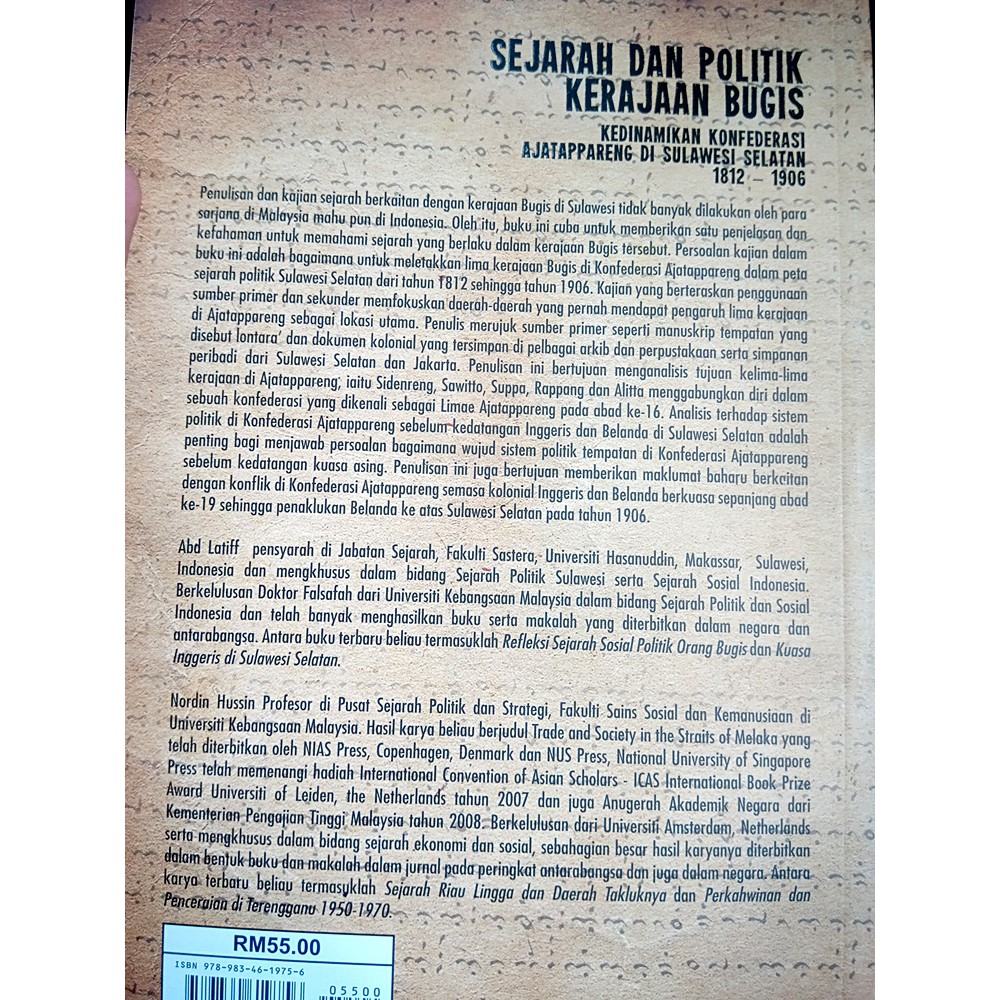 SEJARAH DAN POLITIK
KERAJAAN BUGIS
KEDINAMIKAN KONFEDERASI
AJATAPPARENG DI SULAWESI SELATAN
1812 – 1906
Penulisan dan kajian sejarah berkaitan dengan kerajaan Bugis di Sulawesi tidak banyak dilakukan oleh para
sarjana di Malaysia mahu pun di Indonesia. Oleh itu, buku ini cuba untuk memberikan satu penjelasan dan
kefahaman untuk memahami sejarah yang berlaku dalam kerajaan Bugis tersebut. Persoalan kajian dalam
buku ini adalah bagaimana untuk meletakkan lima kerajaan Bugis di Konfederasi Ajatappareng dalam peta
sejarah politik Sulawesi Selatan dari tahun 1812 sehingga tahun 1906. Kajian yang berteraskan penggunaan
sumber primer dan sekunder memfokuskan daerah-daerah yang pernah mendapat pengaruh lima kerajaan
di Ajatappareng sebagai lokasi utama. Penulis merujuk sumber primer seperti manuskrip tempatan yang
disebut lontara' dan dokumen kolonial yang tersimpan di pelbagai arkib dan perpustakaan serta simpanan
peribadi dari Sulawesi Selatan dan Jakarta. Penulisan ini bertujuan menganalisis tujuan kelima-lima
kerajaan di Ajatappareng, iaitu Sidenreng, Sawitto, Suppa, Rappang dan Alitta menggabungkan diri dalam
sebuah konfederasi yang dikenali sebagai Limae Ajatappareng pada abad ke-16. Analisis terhadap sistem
politik di Konfederasi Ajatappareng sebelum kedatangan Inggeris dan Belanda di Sulawesi Selatan adalah
penting bagi menjawab persoalan bagaimana wujud sistem politik tempatan di Konfederasi Ajatappareng
sebelum kedatangan kuasa asing. Penulisan ini juga bertujuan memberikan maklumat baharu berkaitan
dengan konflik di Konfederasi Ajatappareng semasa kolonial Inggeris dan Belanda berkuasa sepanjang abad
ke-19 sehingga penaklukan Belanda ke atas Sulawesi Selatan pada tahun 1906.
Abd Latiff pensyarah di Jabatan Sejarah, Fakulti Sastera, Universiti Hasanuddin, Makassar, Sulawesi,
Indonesia dan mengkhusus dalam bidang Sejarah Politik Sulawesi serta Sejarah Sosial Indonesia.
Berkelulusan Doktor Falsafah dari Universiti Kebangsaan Malaysia dalam bidang Sejarah Politik dan Sosial
Indonesia dan telah banyak menghasilkan buku serta makalah yang diterbitkan dalam negara dan
antarabangsa. Antara buku terbaru beliau termasuklah Refleksi Sejarah Sosial Politik Orang Bugis dan Kuasa
Inggeris di Sulawesi Selatan.
Nordin Hussin Profesor di Pusat Sejarah Politik dan Strategi, Fakulti Sains Sosial dan Kemanusiaan di
Universiti Kebangsaan Malaysia. Hasil karya beliau berjudul Trade and Society in the Straits of Melaka yang
telah diterbitkan oleh NIAS Press, Copenhagen, Denmark dan NUS Press, National University of Singapore
Press telah memenangi hadiah International Convention of Asian Scholars - ICAS International Book Prize
Award Universiti of Leiden, the Netherlands tahun 2007 dan juga Anugerah Akademik Negara dari
Kementerian Pengajian Tinggi Malaysia tahun 2008. Berkelulusan dari Universiti Amsterdam, Netherlands
serta mengkhusus dalam bidang sejarah ekonomi dan sosial, sebahagian besar hasil karyanya diterbitkan
dalam bentuk buku dan makalah dalam jurnal pada peringkat antarabangsa dan juga dalam negara. Antara
karya terbaru beliau termasuklah Sejarah Riau Lingga dan Daerah Takluknya dan Perkahwinan dan
Penceraian di Terengganu 1950-1970.
RM55.00
ISBN 978-983-46-1975-6
05500